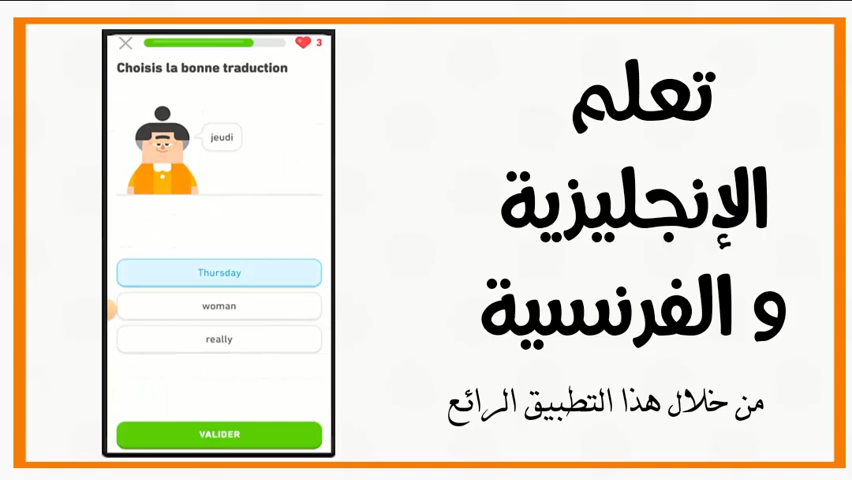 3
Choisis la bonne traduction
jeudi
Thursday
woman
really
VALIDER
تعلم
الإنجليزية
و الفرنسية
من خلال هذا التطبيق الرائع